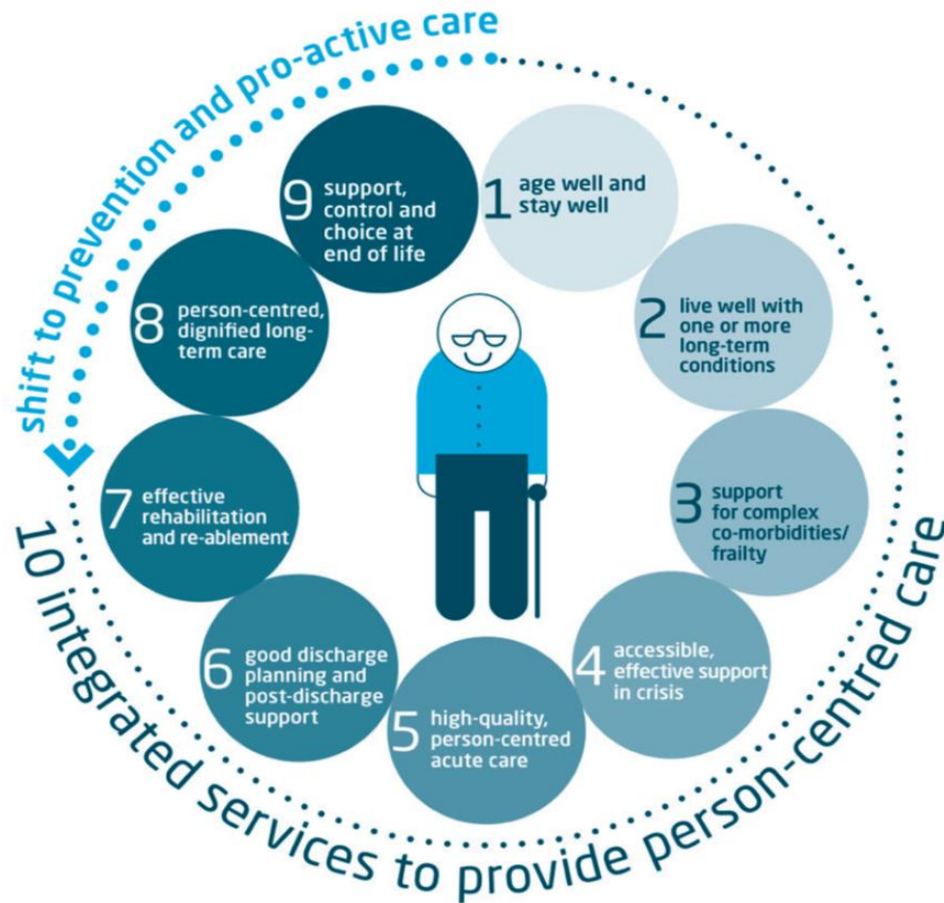 shift to prevention and pro-active care
1 age well and
stay well
2 live well with
one or more
long-term
conditions
3 support
for complex
co-morbidities/
frailty
4 accessible,
effective support
in crisis
5 high-quality,
person-centred
acute care
6 good discharge
planning and
post-discharge
support
7 effective
rehabilitation
and re-ablement
8 person-centred,
dignified long-
term care
9 support,
control and
choice at
end of life
10 integrated services to provide person-centred care